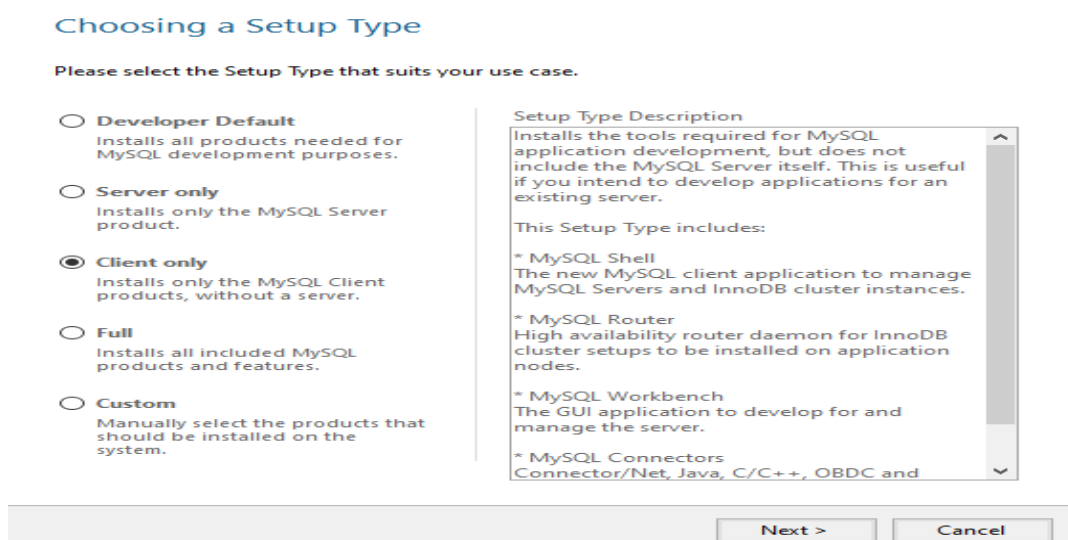 Choosing a Setup Type
Please select the Setup Type that suits your use case.
Developer Default
Installs all products needed for
MySQL development purposes.
Server only
Installs only the MySQL Server
product.
Client only
Installs only the MySQL Client
products, without a server.
Full
Installs all included MySQL
products and features.
Custom
Manually select the products that
should be installed on the
system.
Setup Type Description
Installs the tools required for MySQL
application development, but does not
include the MySQL Server itself. This is useful
if you intend to develop applications for an
existing server.
This Setup Type includes:
* MySQL Shell
The new MySQL client application to manage
MySQL Servers and InnoDB cluster instances.
* MySQL Router
High availability router daemon for InnoDB
cluster setups to be installed on application
nodes.
* MySQL Workbench
The GUI application to develop for and
manage the server.
* MySQL Connectors
Connector/Net, Java, C/C++, OBDC and
Next >
Cancel